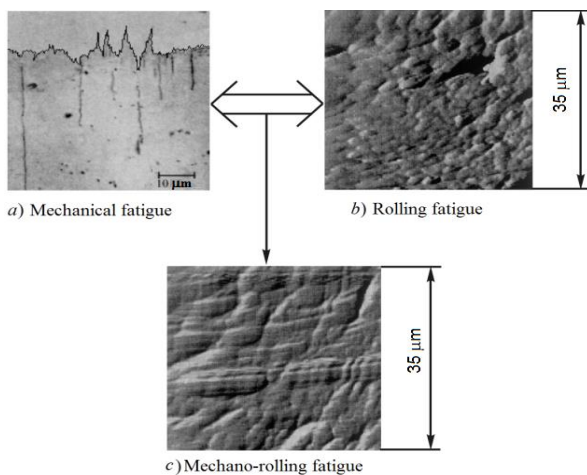 10 μm
35 μm
a) Mechanical fatigue
b) Rolling fatigue
35 μm
c) Mechano-rolling fatigue